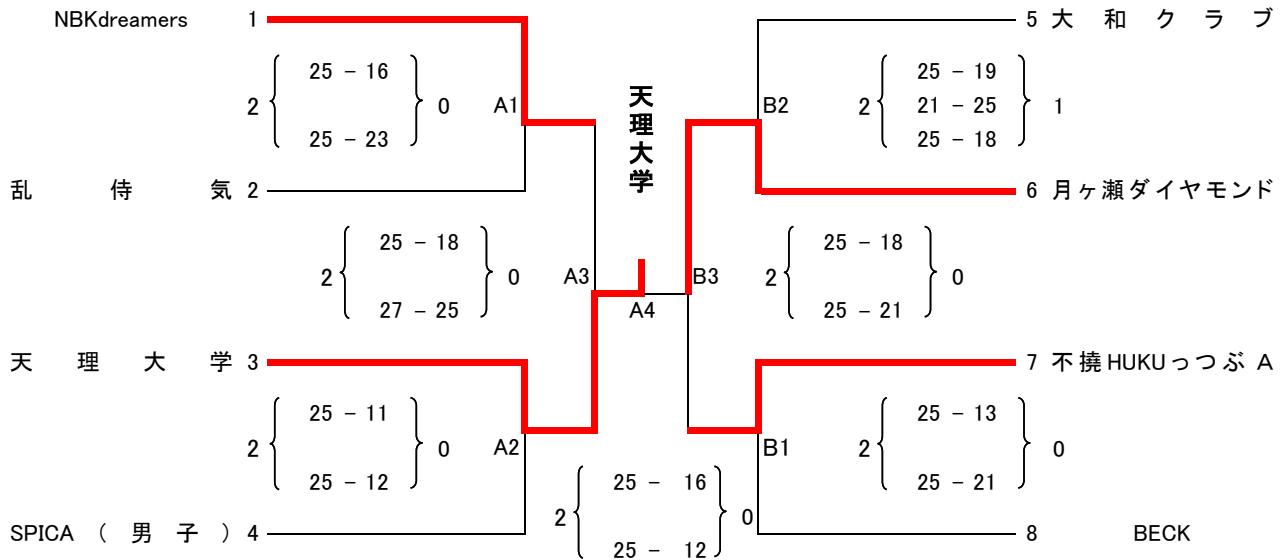 NBKdreamers 1
5 大和クラブ
2 25 - 16 0
25 - 23
A1
天理大学
B2
2 25 - 19 1
21 - 25
25 - 18
乱侍気 2
6 月ヶ瀬ダイヤモンド
2 25 - 18 0
27 - 25
A3
A4
B3
2 25 - 18 0
25 - 21
天理大学 3
7 不撓HUKUっつぶ A
2 25 - 11 0
25 - 12
A2
B1
2 25 - 13 0
25 - 21
2 25 - 16 0
25 - 12
SPICA (男子) 4
8 BECK